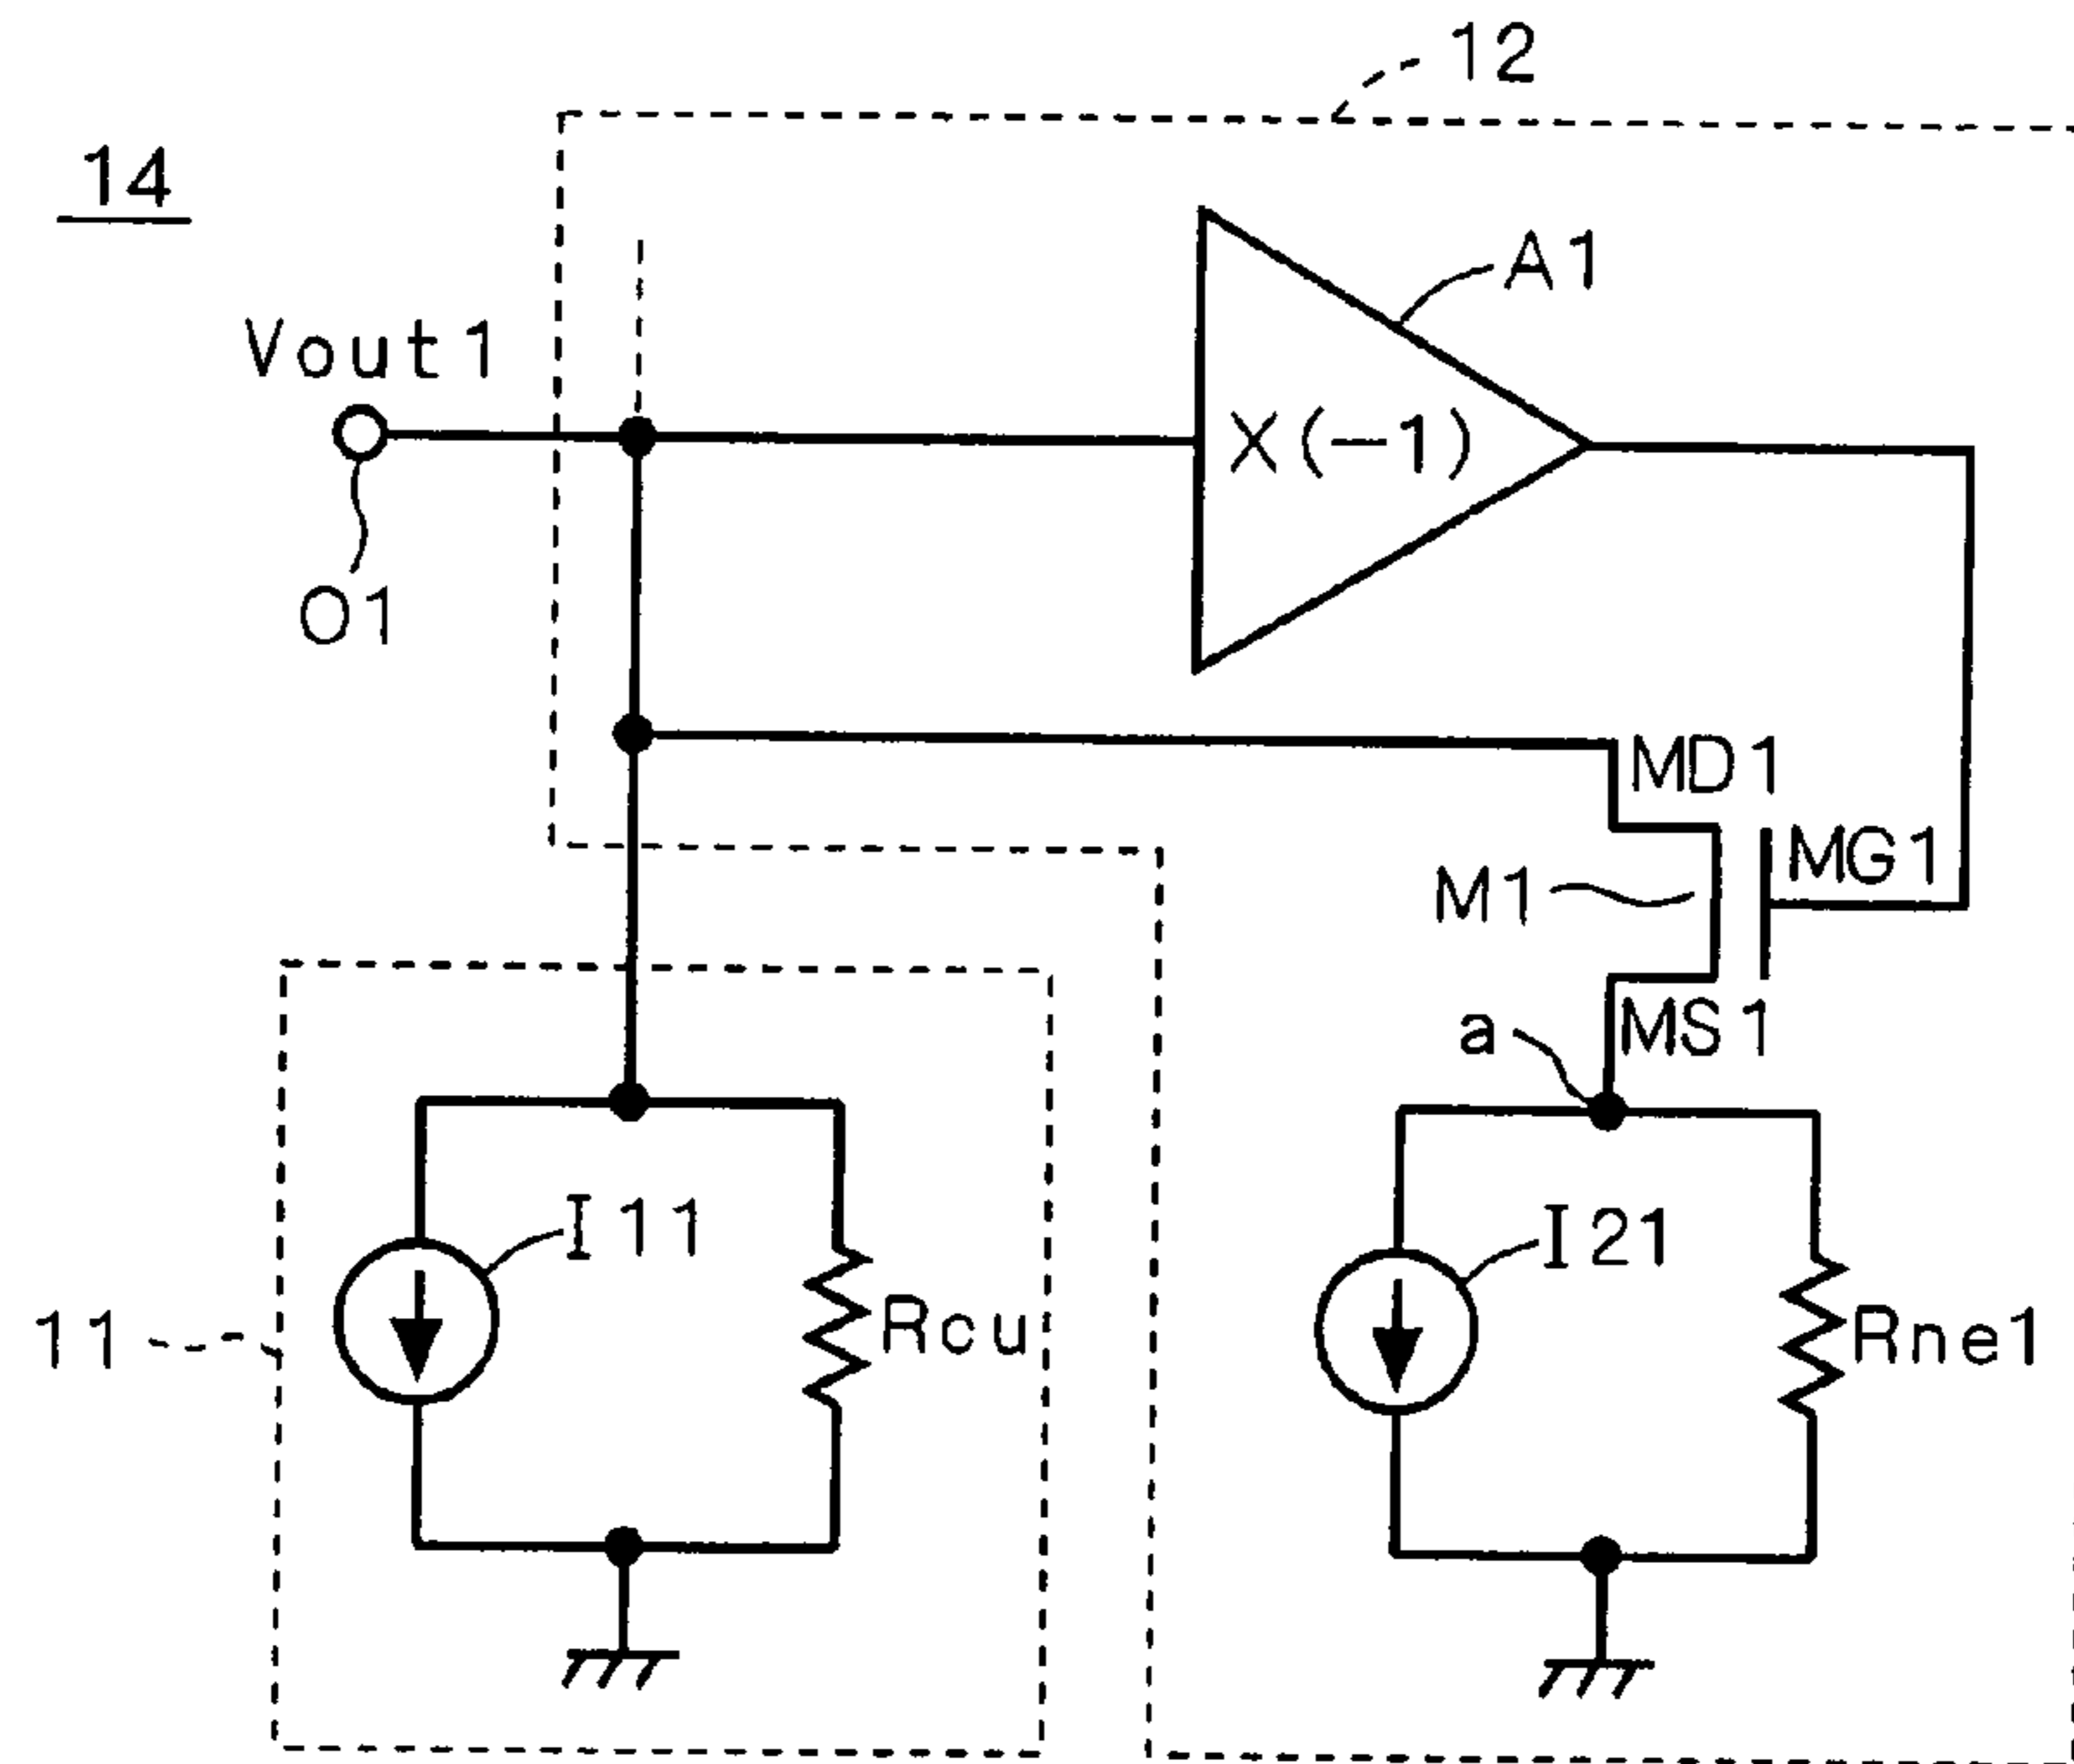 12
14
A1
Vout1
X(-1)
O1
MD1
MG1
M1
MS1
a
I11
I21
11
Rcu
Rne1